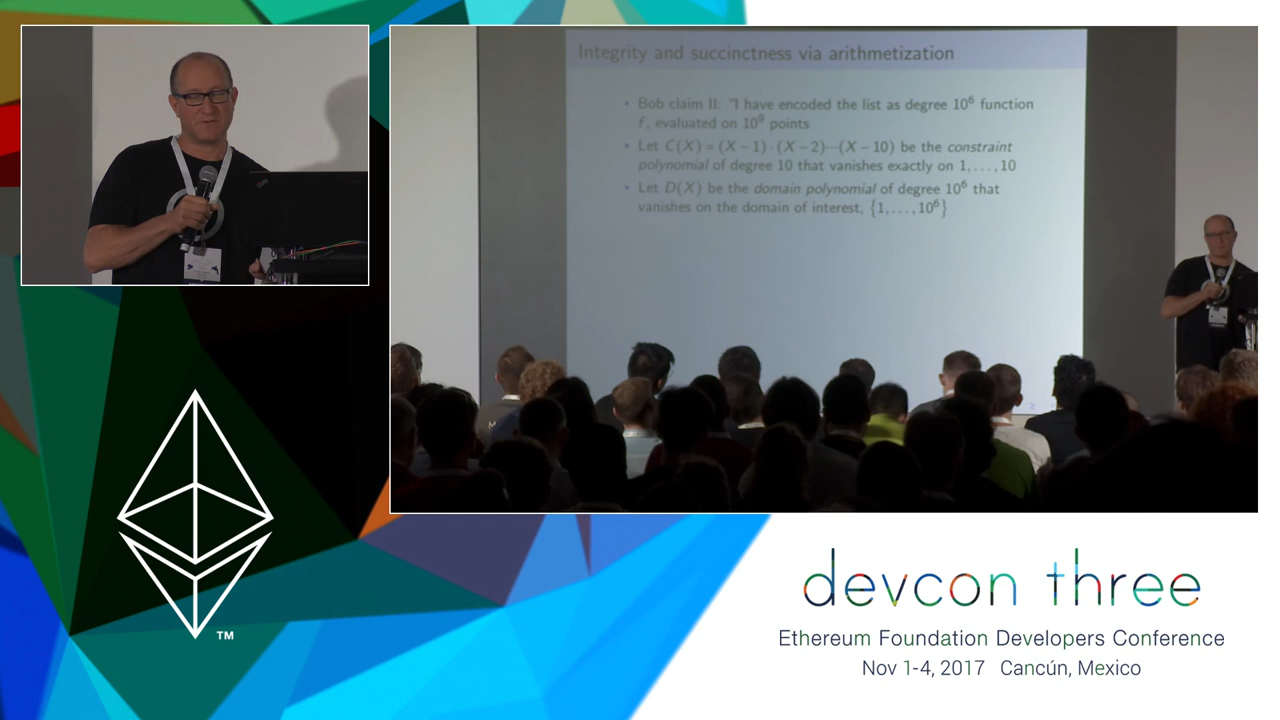 Integrity and succinctness via arithmetization
• Bob claim II: "I have encoded the list as degree 10⁶ function
f, evaluated on 10⁹ points
• Let C(X) = (X − 1) · (X − 2)···(X − 10) be the constraint
polynomial of degree 10 that vanishes exactly on 1, . . . , 10
• Let D(X) be the domain polynomial of degree 10⁶ that
vanishes on the domain of interest, {1, . . . , 10⁶}
TM
devcon three
Ethereum Foundation Developers Conference
Nov 1-4, 2017 Cancún, Mexico